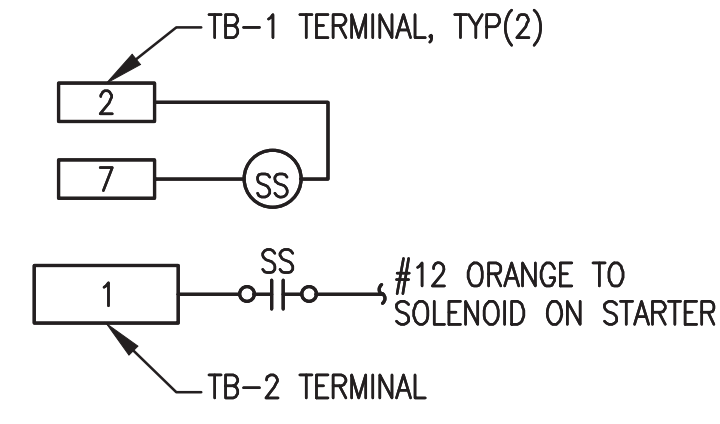 TB-1 TERMINAL, TYP(2)
2
7
SS
SS
1
#12 ORANGE TO
SOLENOID ON STARTER
TB-2 TERMINAL